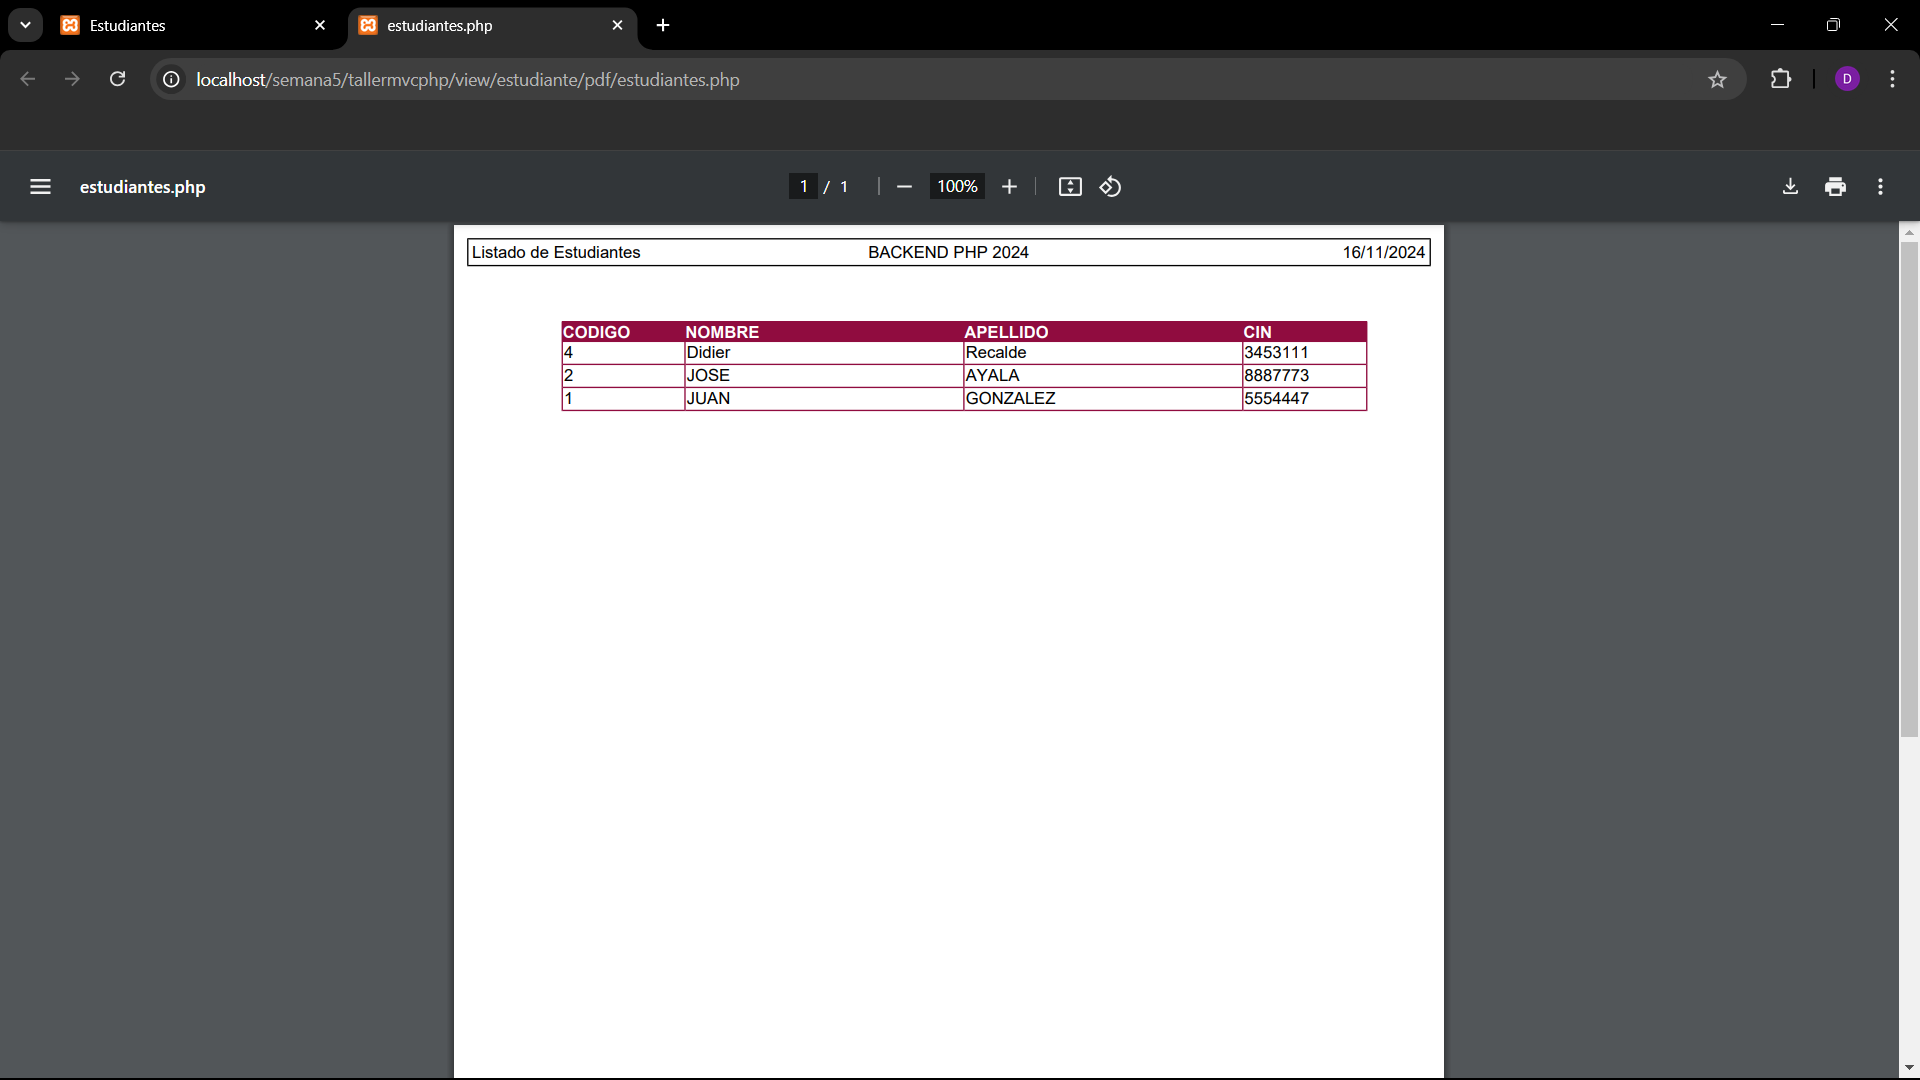 Estudiantes
estudiantes.php
localhost/semana5/tallermvcphp/view/estudiante/pdf/estudiantes.php
D
estudiantes.php
1 / 1
100%
Listado de Estudiantes BACKEND PHP 2024 16/11/2024
CODIGO NOMBRE APELLIDO CIN
4 Didier Recalde 3453111
2 JOSE AYALA 8887773
1 JUAN GONZALEZ 5554447